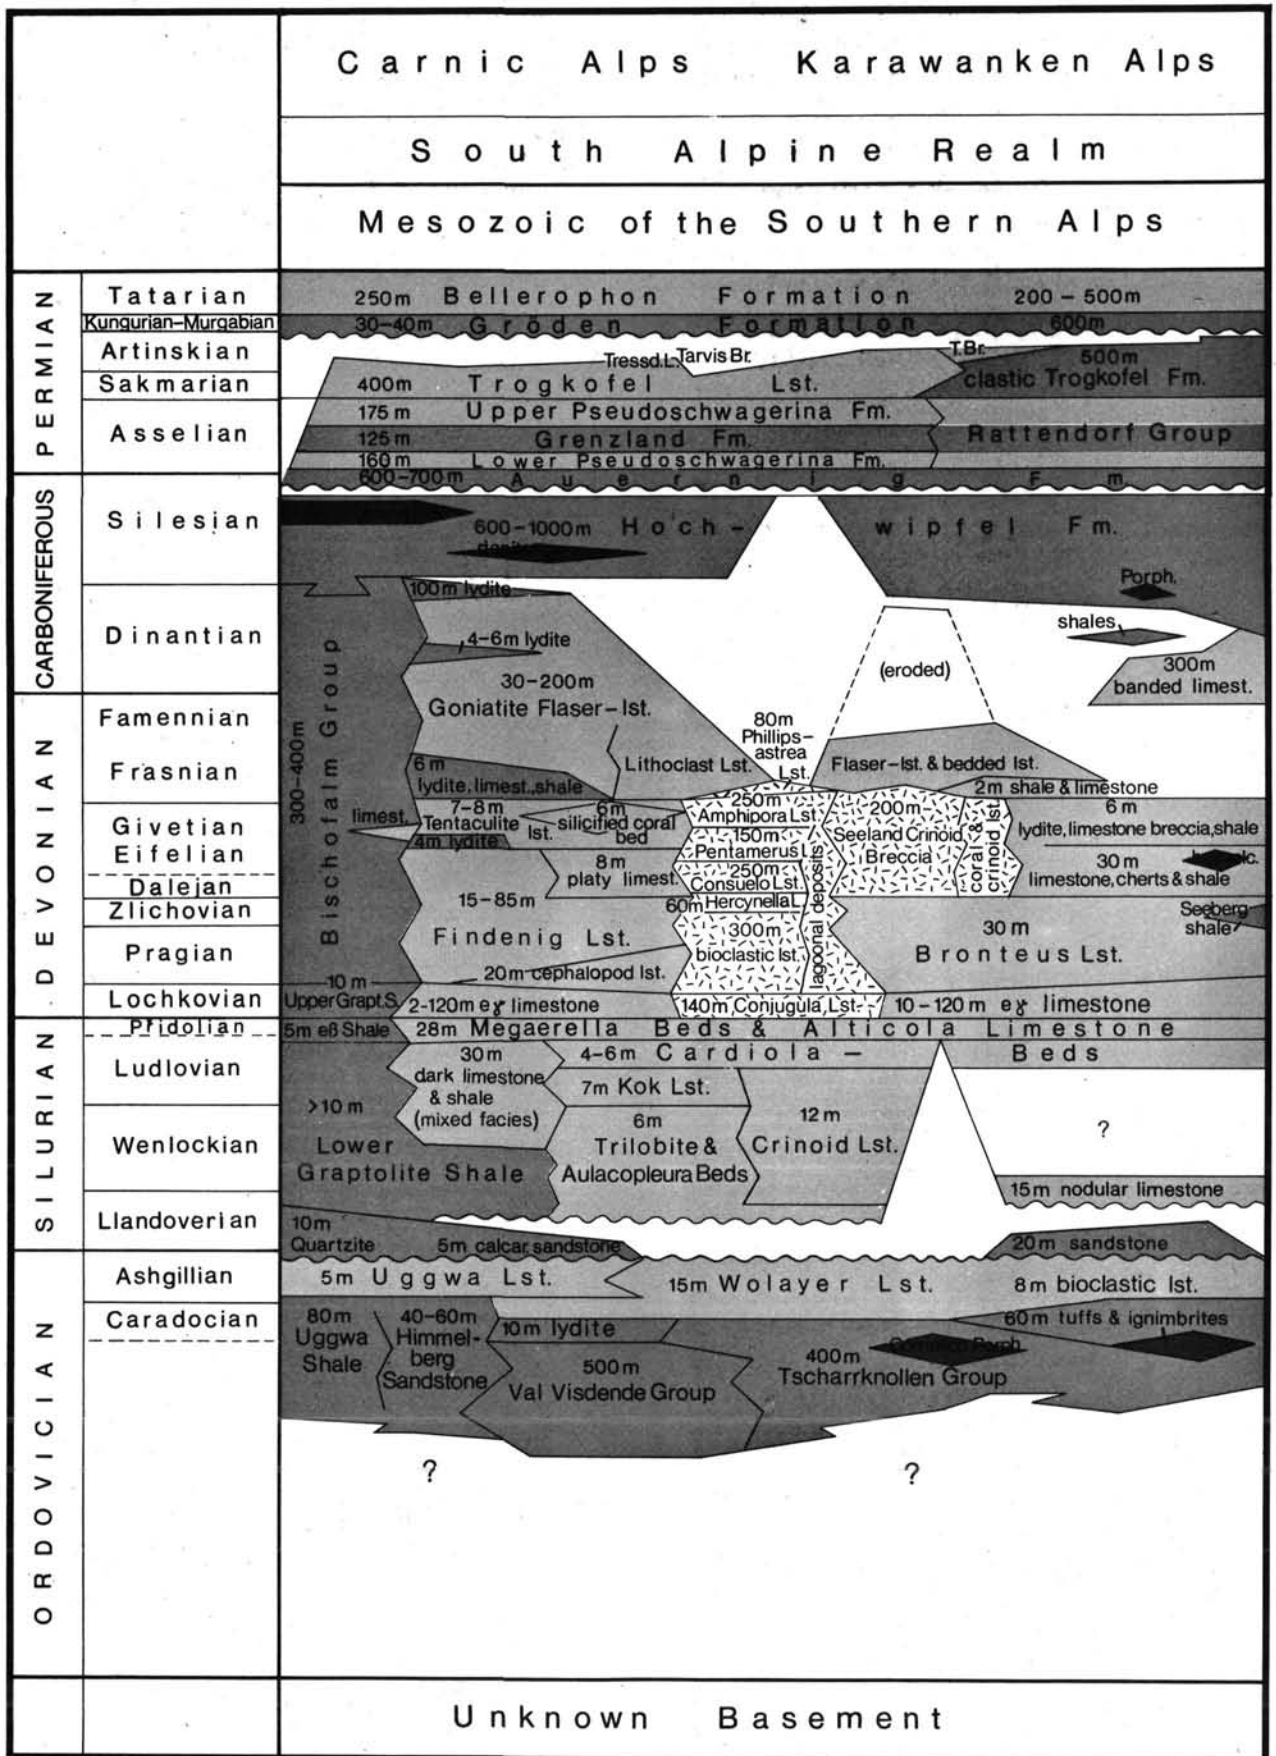 Carnic Alps Karawanken Alps
South Alpine Realm
Mesozoic of the Southern Alps
PERMIAN
Tatarian
250m Bellerophon Formation 200-500m
Kungurian-Murgabian
30-40m Gröden Formation 600m
Artinskian
Tressd.L. Tarvis Br. T.Br.
500m
Sakmarian
400m Trogkofel Lst. clastic Trogkofel Fm.
175 m Upper Pseudoschwagerina Fm.
Asselian
125m Grenzland Fm. Rattendorf Group
160m Lower Pseudoschwagerina Fm.
600-700m Auernig Fm.
CARBONIFEROUS
Silesian
600-1000m Hoch-wipfel Fm.
Porph.
100m lydite
shales
Dinantian
4-6m lydite
(eroded)
300m
banded limest.
30-200m
Goniatite Flaser-lst.
Bischofalm Group
300-400m
DEVONIAN
Famennian
80m
Phillips-
astrea
Lst.
Frasnian
6m
lydite, limest., shale
Lithoclast Lst.
Flaser-lst. & bedded lst.
2m shale & limestone
Givetian
limest.
7-8m
Tentaculite
lst.
6m
silicified coral
bed
250m
Amphipora Lst.
200m
Seeland Crinoid
Breccia
coral &
crinoid lst.
6 m
lydite, limestone breccia, shale
Eifelian
4m lydite
150m
Pentamerus L.
8m
platy limest.
250m
Consuelo Lst.
30 m
limestone, cherts & shale
Dalejan
Zlichovian
15-85m
Findenig Lst.
60m Hercynella L.
lagoonal deposits
30 m
Bronteus Lst.
Seeberg
shale
Pragian
300m
bioclastic lst.
20m cephalopod lst.
10 m
Upper Grapt.S.
Lochkovian
2-120m eγ limestone
140m Conjugula Lst.
10-120 m eγ limestone
SILURIAN
Pridolian
5m eß Shale
28m Megaerella Beds & Alticola Limestone
Ludlovian
30m
dark limestone
& shale
(mixed facies)
4-6m Cardiola - Beds
7m Kok Lst.
>10 m
Lower
Graptolite Shale
Wenlockian
6m
Trilobite &
Aulacopleura Beds
12m
Crinoid Lst.
?
15m nodular limestone
Llandoverian
10m
Quartzite
5m calcar. sandstone
20m sandstone
ORDOVICIAN
Ashgillian
5m Uggwa Lst.
15m Wolayer Lst.
8m bioclastic lst.
Caradocian
80m
Uggwa
Shale
40-60m
Himmel-
berg
Sandstone
10m lydite
60m tuffs & ignimbrites
500m
Val Visdende Group
400m
Tscharrknollen Group
? ?
Unknown Basement